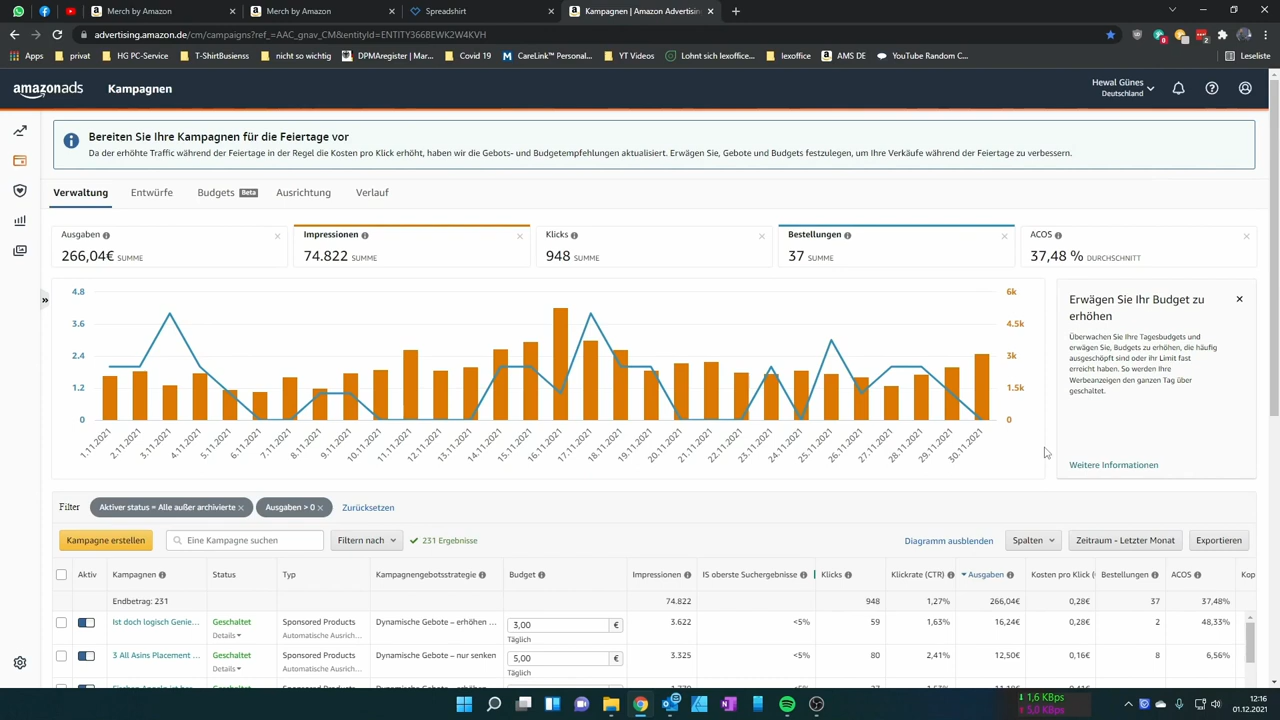 Merch by Amazon
Merch by Amazon
Spreadshirt
Kampagnen | Amazon Advertising
advertising.amazon.de/cm/campaigns?ref_=AAC_gnav_CM&entityId=ENTITY366BEWK2W4KVH
Apps
privat
HG PC-Service
T-ShirtBusienss
nicht so wichtig
DPMAregister | Mar...
Covid 19
CareLink™ Personal...
YT Videos
Lohnt sich lexoffice...
lexoffice
AMS DE
YouTube Random C...
Leseliste
amazonads
Kampagnen
Hewal Günes
Deutschland
Bereiten Sie Ihre Kampagnen für die Feiertage vor
Da der erhöhte Traffic während der Feiertage in der Regel die Kosten pro Klick erhöht, haben wir die Gebots- und Budgetempfehlungen aktualisiert. Erwägen Sie, Gebote und Budgets festzulegen, um Ihre Verkäufe während der Feiertage zu verbessern.
Verwaltung
Entwürfe
Budgets Beta
Ausrichtung
Verlauf
Ausgaben
266,04€ SUMME
Impressionen
74.822 SUMME
Klicks
948 SUMME
Bestellungen
37 SUMME
ACOS
37,48 % DURCHSCHNITT
4.8
3.6
2.4
1.2
0
6k
4.5k
3k
1.5k
0
1.11.2021
2.11.2021
3.11.2021
4.11.2021
5.11.2021
6.11.2021
7.11.2021
8.11.2021
9.11.2021
10.11.2021
11.11.2021
12.11.2021
13.11.2021
14.11.2021
15.11.2021
16.11.2021
17.11.2021
18.11.2021
19.11.2021
20.11.2021
21.11.2021
22.11.2021
23.11.2021
24.11.2021
25.11.2021
26.11.2021
27.11.2021
28.11.2021
29.11.2021
30.11.2021
Erwägen Sie Ihr Budget zu
erhöhen
Überwachen Sie Ihre Tagesbudgets und
erwägen Sie, Budgets zu erhöhen, die häufig
ausgeschöpft sind oder ihr Limit fast
erreicht haben. So werden Ihre
Werbeanzeigen den ganzen Tag über
geschaltet.
Weitere Informationen
Filter
Aktiver status = Alle außer archivierte
Ausgaben > 0
Zurücksetzen
Kampagne erstellen
Eine Kampagne suchen
Filtern nach
231 Ergebnisse
Diagramm ausblenden
Spalten
Zeitraum - Letzter Monat
Exportieren
Aktiv
Kampagnen
Status
Typ
Kampagnengebotsstrategie
Budget
Impressionen
IS oberste Suchergebnisse
Klicks
Klickrate (CTR)
Ausgaben
Kosten pro Klick (
Bestellungen
ACOS
Kop
Endbetrag: 231
74.822
948
1,27%
266,04€
0,28€
37
37,48%
Ist doch logisch Genie...
Geschaltet
Details
Sponsored Products
Automatische Ausrich...
Dynamische Gebote – erhöhen ...
3,00 €
Täglich
3.622
<5%
59
1,63%
16,24€
0,28€
2
48,33%
3 All Asins Placement ...
Geschaltet
Details
Sponsored Products
Automatische Ausrich...
Dynamische Gebote – nur senken
5,00 €
Täglich
3.325
<5%
80
2,41%
12,50€
0,16€
8
6,56%
1,6 KBps
5,0 KBps
12:16
01.12.2021